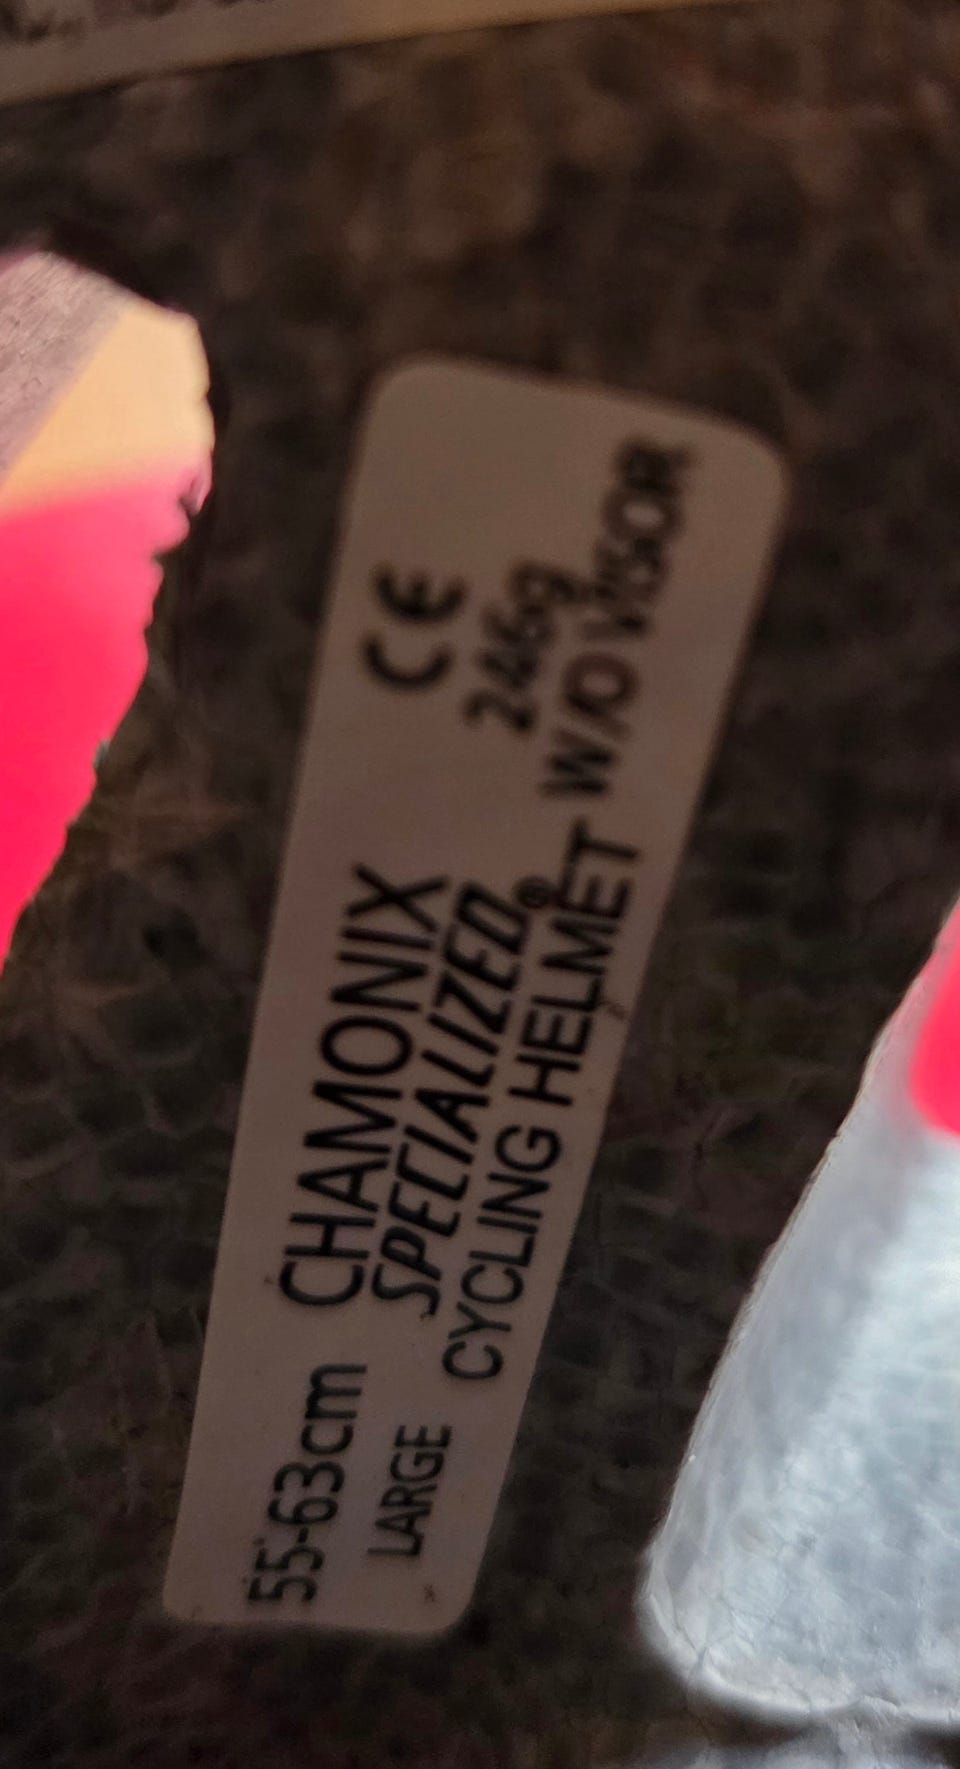 55-63cm
LARGE
CHAMONIX
SPECIALIZED®
CYCLING HELMET
CE
246g
W/O VISOR